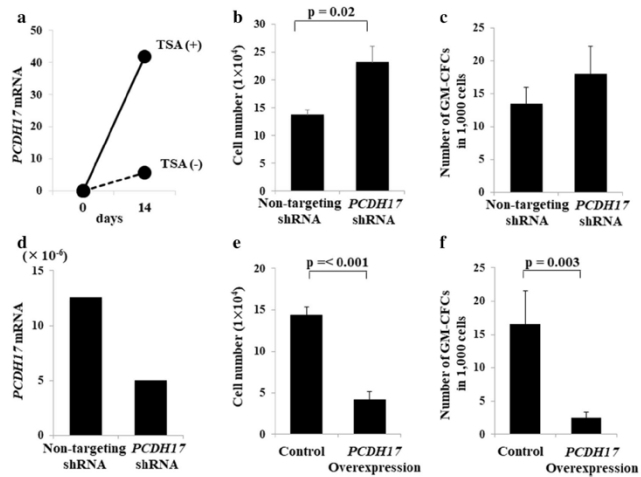 a
PCDH17 mRNA
50
40
30
20
10
0
TSA (+)
TSA (-)
0
14
days
b
p = 0.02
Cell number (1×10⁴)
30
25
20
15
10
5
0
Non-targeting shRNA
PCDH17 shRNA
c
Number of GM-CFCs in 1,000 cells
25
20
15
10
5
0
Non-targeting shRNA
PCDH17 shRNA
d
(× 10⁻⁶)
PCDH17 mRNA
15
10
5
0
Non-targeting shRNA
PCDH17 shRNA
e
p =< 0.001
Cell number (1×10⁴)
20
15
10
5
0
Control
PCDH17 Overexpression
f
p = 0.003
Number of GM-CFCs in 1,000 cells
25
20
15
10
5
0
Control
PCDH17 Overexpression